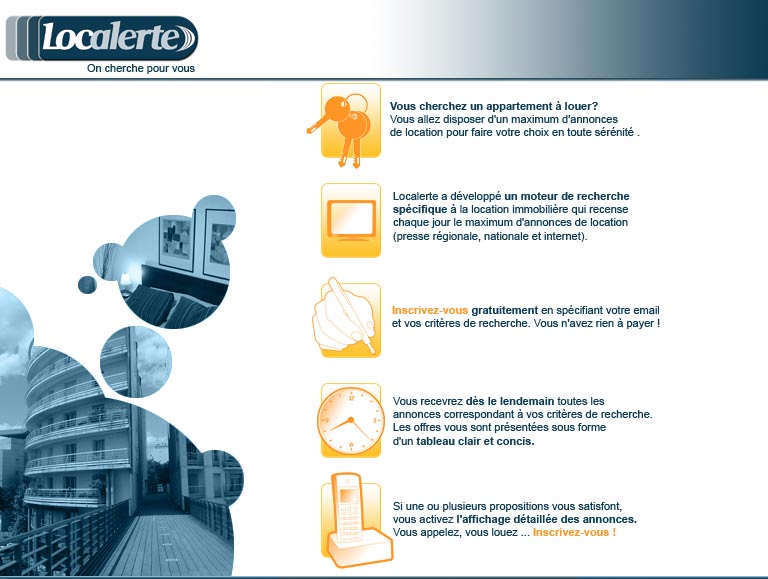 Localerte
On cherche pour vous
Vous cherchez un appartement à louer?
Vous allez disposer d'un maximum d'annonces
de location pour faire votre choix en toute sérénité .
Localerte a développé un moteur de recherche
spécifique à la location immobilière qui recense
chaque jour le maximum d'annonces de location
(presse régionale, nationale et internet).
Inscrivez-vous gratuitement en spécifiant votre email
et vos critères de recherche. Vous n'avez rien à payer !
Vous recevrez dès le lendemain toutes les
annonces correspondant à vos critères de recherche.
Les offres vous sont présentées sous forme
d'un tableau clair et concis.
Si une ou plusieurs propositions vous satisfont,
vous activez l'affichage détaillée des annonces.
Vous appelez, vous louez ... Inscrivez-vous !